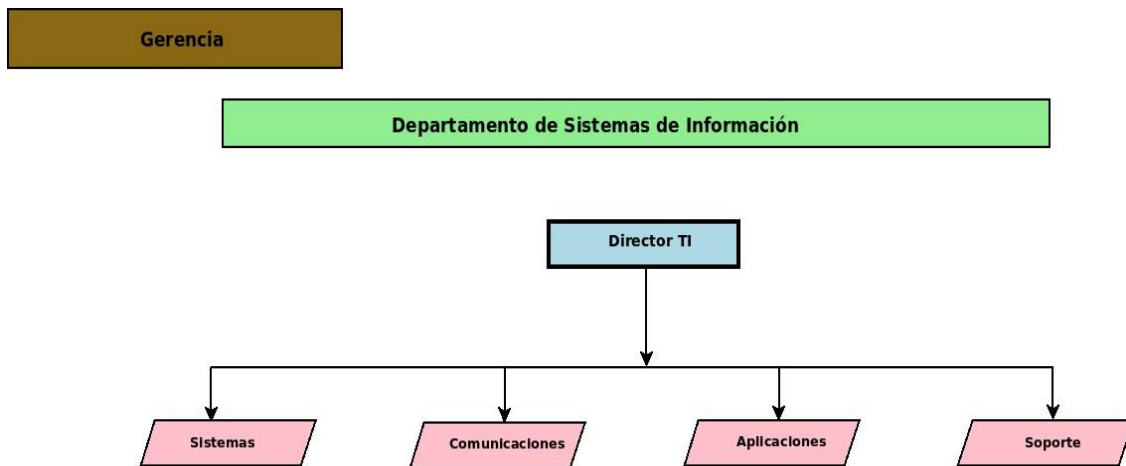 Gerencia
Departamento de Sistemas de Información
Director TI
Sistemas
Comunicaciones
Aplicaciones
Soporte